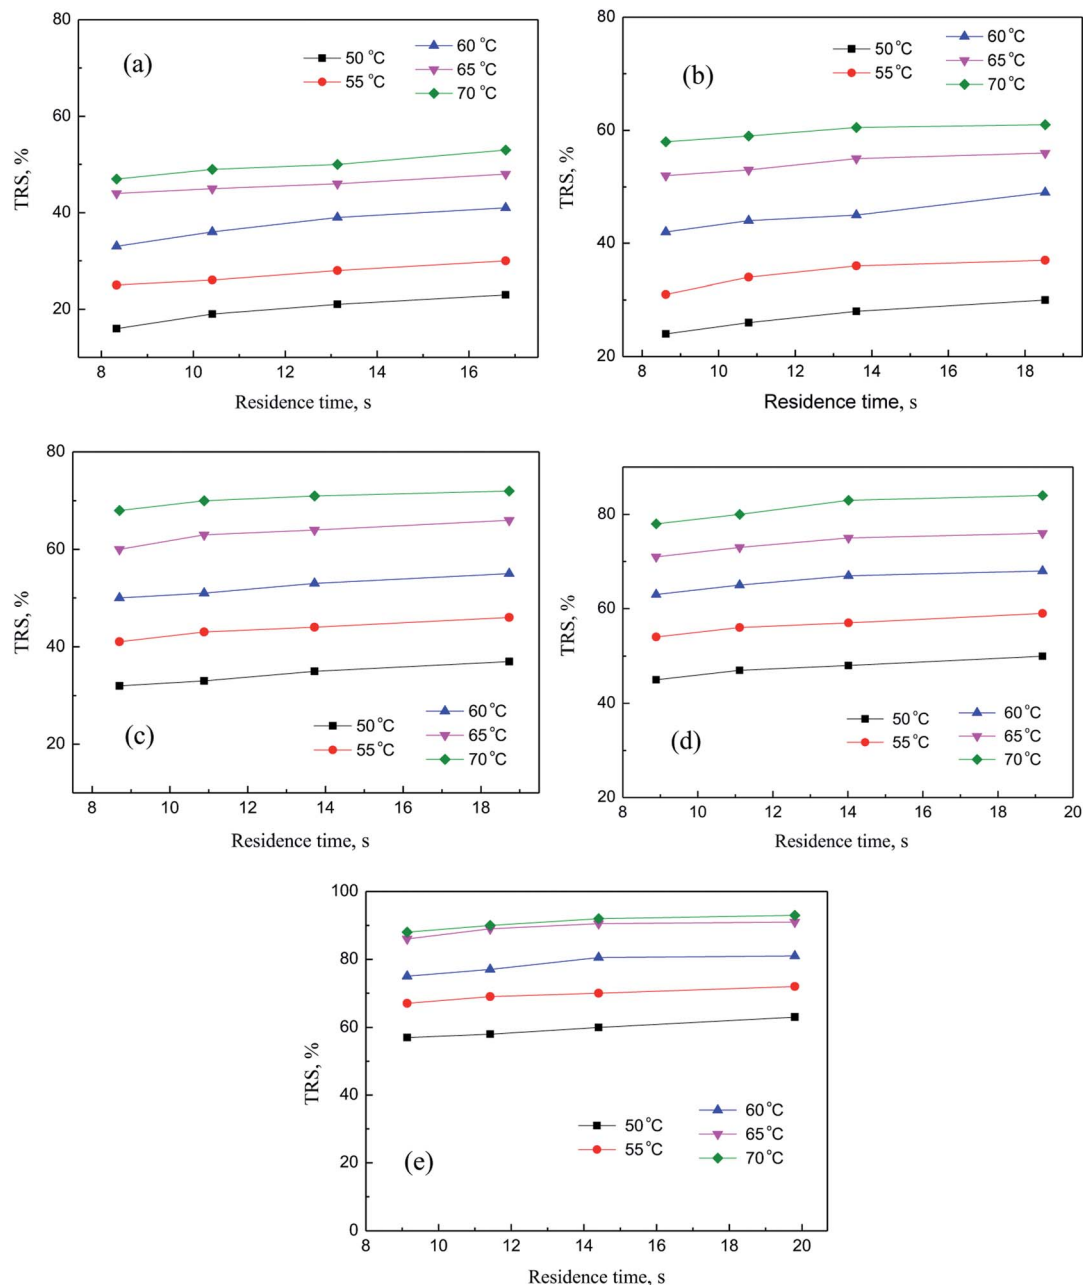 (a)
50 °C
55 °C
60 °C
65 °C
70 °C
80
60
40
20
TRS, %
8 10 12 14 16
Residence time, s
(b)
50 °C
55 °C
60 °C
65 °C
70 °C
80
60
40
20
TRS, %
8 10 12 14 16 18
Residence time, s
(c)
50 °C
55 °C
60 °C
65 °C
70 °C
80
60
40
20
TRS, %
8 10 12 14 16 18
Residence time, s
(d)
50 °C
55 °C
60 °C
65 °C
70 °C
80
60
40
20
TRS, %
8 10 12 14 16 18 20
Residence time, s
(e)
50 °C
55 °C
60 °C
65 °C
70 °C
100
80
60
40
20
0
TRS, %
8 10 12 14 16 18 20
Residence time, s